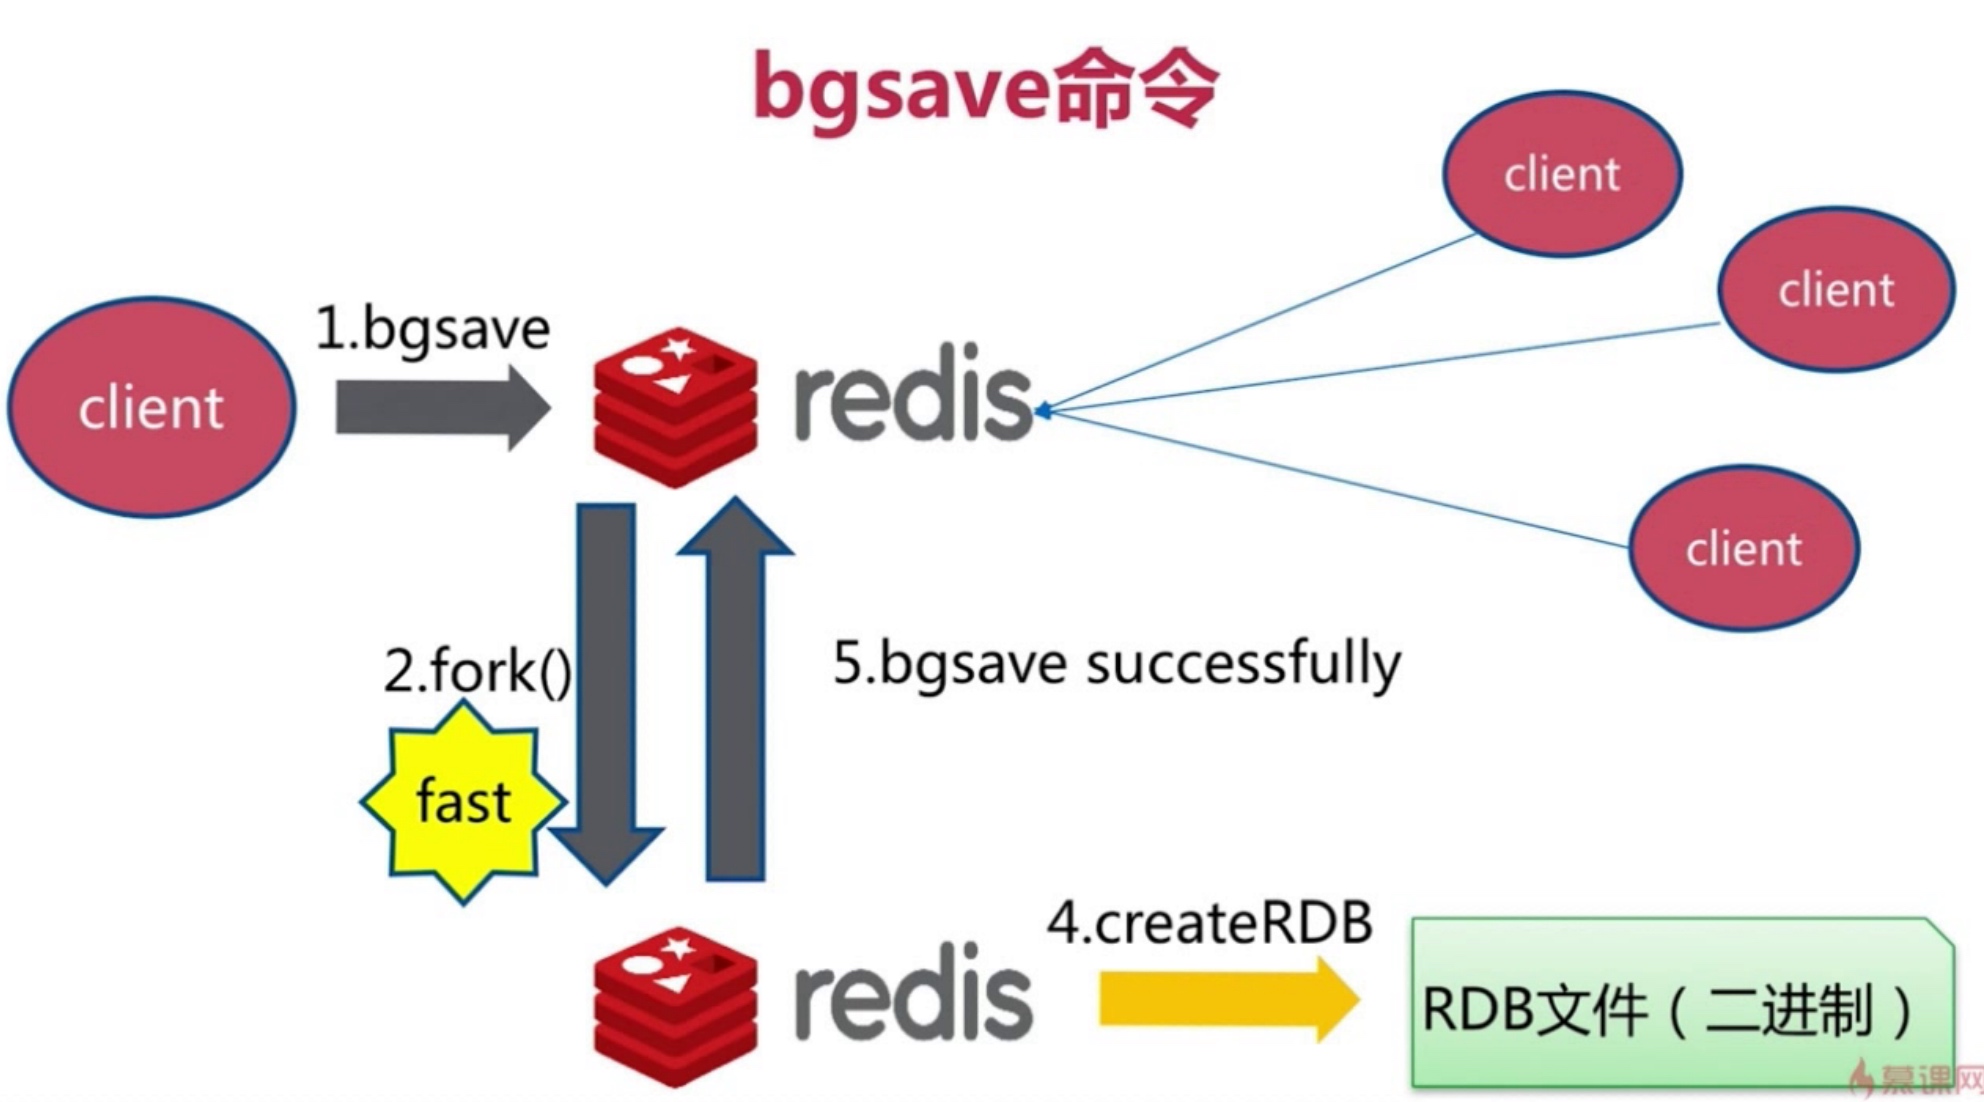 bgsave命令
client
client
client
1.bgsave
client
redis
client
2.fork()
5.bgsave successfully
fast
4.createRDB
redis
RDB文件（二进制）
慕课网